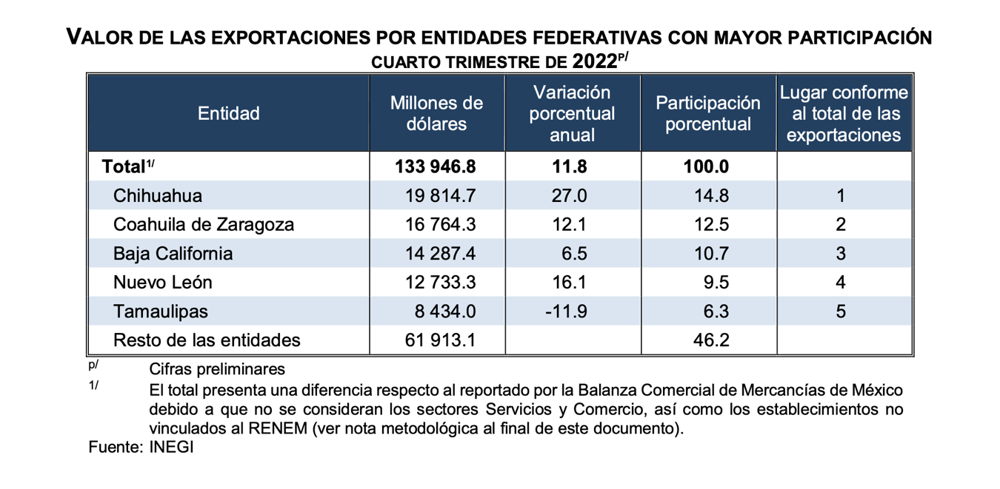 VALOR DE LAS EXPORTACIONES POR ENTIDADES FEDERATIVAS CON MAYOR PARTICIPACIÓN
CUARTO TRIMESTRE DE 2022p/
Entidad
Millones de
dólares
Variación
porcentual
anual
Participación
porcentual
Lugar conforme
al total de las
exportaciones
Total1/ 133 946.8 11.8 100.0
Chihuahua 19 814.7 27.0 14.8 1
Coahuila de Zaragoza 16 764.3 12.1 12.5 2
Baja California 14 287.4 6.5 10.7 3
Nuevo León 12 733.3 16.1 9.5 4
Tamaulipas 8 434.0 -11.9 6.3 5
Resto de las entidades 61 913.1 46.2
p/ Cifras preliminares
1/ El total presenta una diferencia respecto al reportado por la Balanza Comercial de Mercancías de México
debido a que no se consideran los sectores Servicios y Comercio, así como los establecimientos no
vinculados al RENEM (ver nota metodológica al final de este documento).
Fuente: INEGI